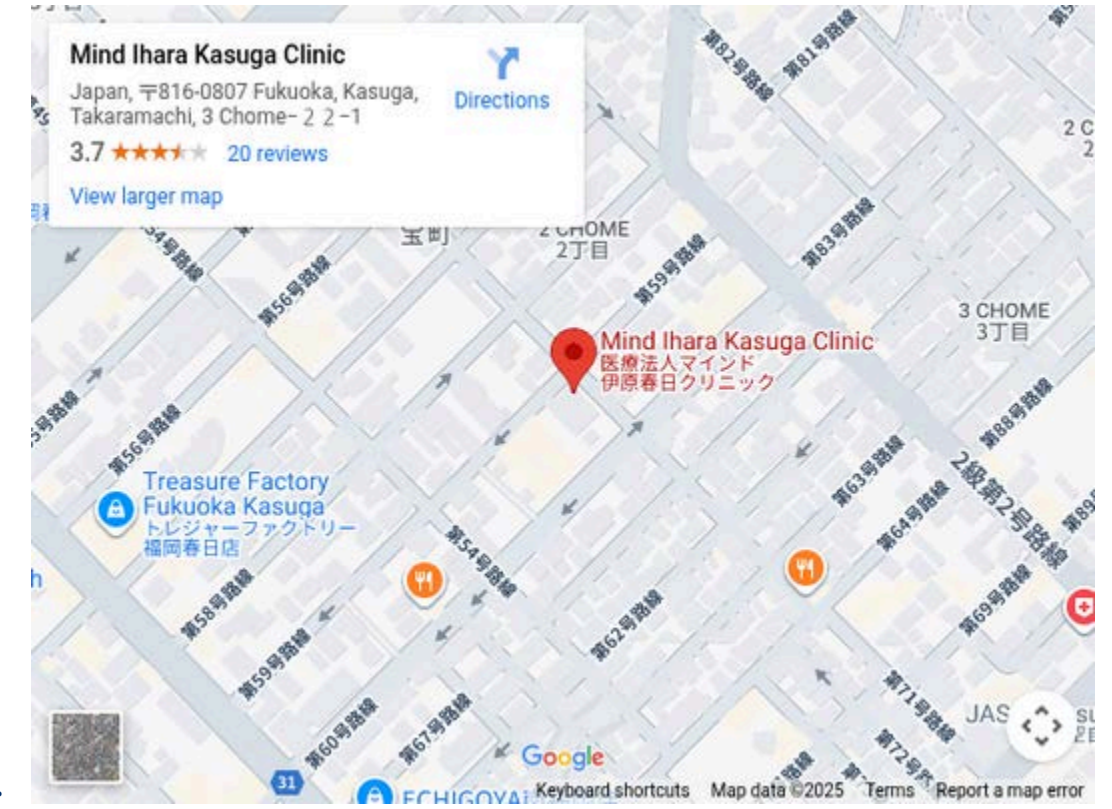 Mind Ihara Kasuga Clinic
Japan, 〒816-0807 Fukuoka, Kasuga,
Takaramachi, 3 Chome−２２−1
3.7
20 reviews
View larger map
Directions
第82号路線
第81号路線
宝町
2 CHOME
2丁目
第56号路線
第59号路線
第83号路線
3 CHOME
3丁目
Mind Ihara Kasuga Clinic
医療法人マインド
伊原春日クリニック
第56号路線
第88号路線
Treasure Factory
Fukuoka Kasuga
トレジャーファクトリー
福岡春日店
第63号路線
2級第2号路線
第64号路線
第54号路線
第58号路線
第62号路線
第69号路線
第59号路線
第71号路線
第60号路線
第67号路線
第72号
31
Google
Keyboard shortcuts
Map data ©2025
Terms
Report a map error